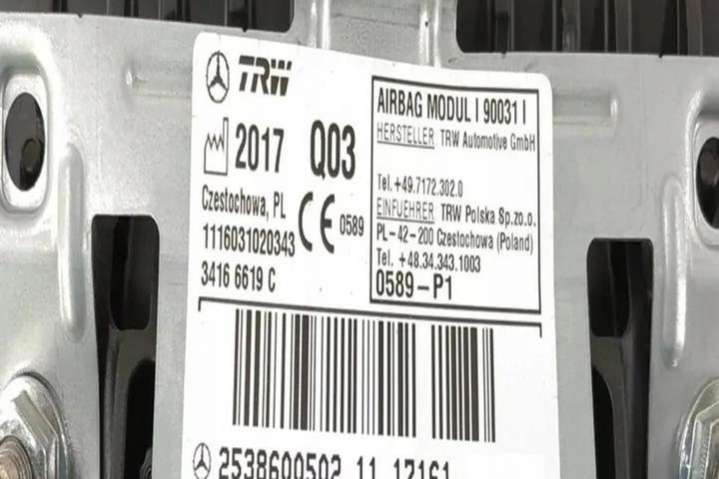 TRW
2017 Q03
Czestochowa, PL
CE 0589
1116031020343
3416 6619 C
AIRBAG MODUL I 90031 I
HERSTELLER TRW Automotive GmbH
Tel. +49.7172.302.0
EINFUEHRER TRW Polska Sp.zo.o.
PL-42-200 Czestochowa (Poland)
Tel. +48.34.343.1003
0589-P1
2538600502 11 17161